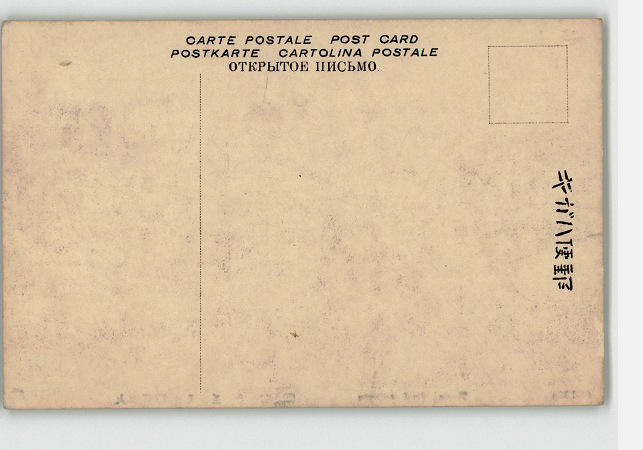 CARTE POSTALE POST CARD
POSTKARTE CARTOLINA POSTALE
ОТКРЫТОЕ ПИСЬМО.
郵便ハガキ